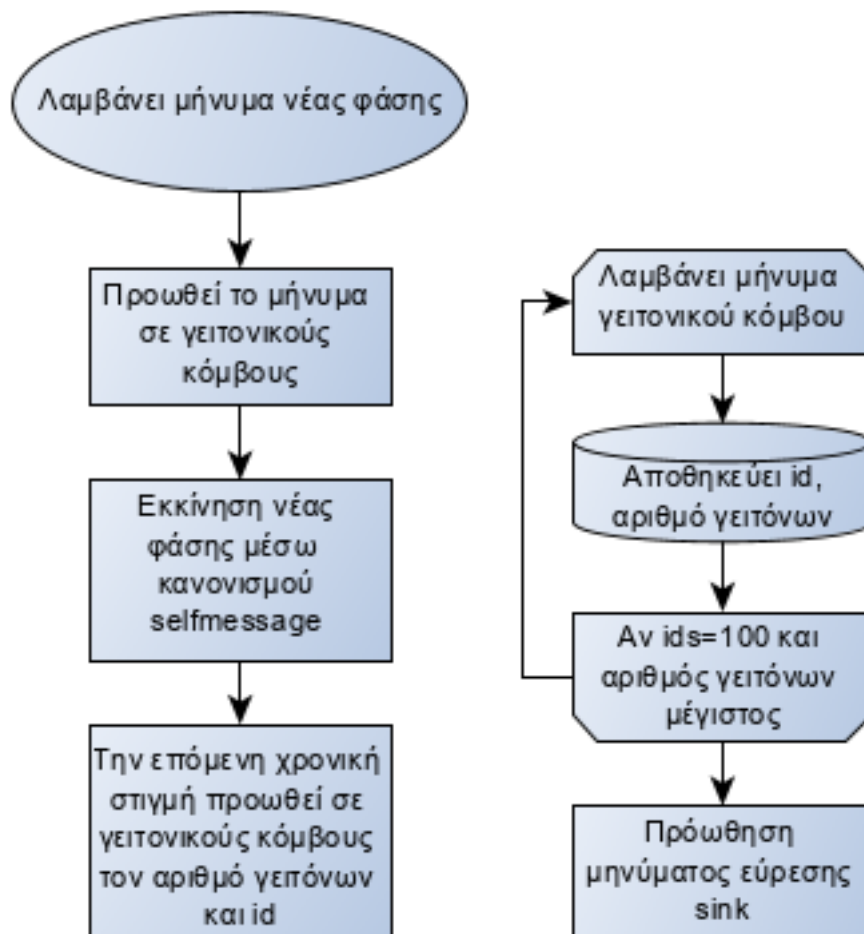 Λαμβάνει μήνυμα νέας φάσης
Προωθεί το μήνυμα
σε γειτονικούς
κόμβους
Εκκίνηση νέας
φάσης μέσω
κανονισμού
selfmessage
Την επόμενη χρονική
στιγμή προωθεί σε
γειτονικούς κόμβους
τον αριθμό γειτόνων
και id
Λαμβάνει μήνυμα
γειτονικού κόμβου
Αποθηκεύει id,
αριθμό γειτόνων
Αν ids=100 και
αριθμός γειτόνων
μέγιστος
Πρόωθηση
μηνύματος εύρεσης
sink